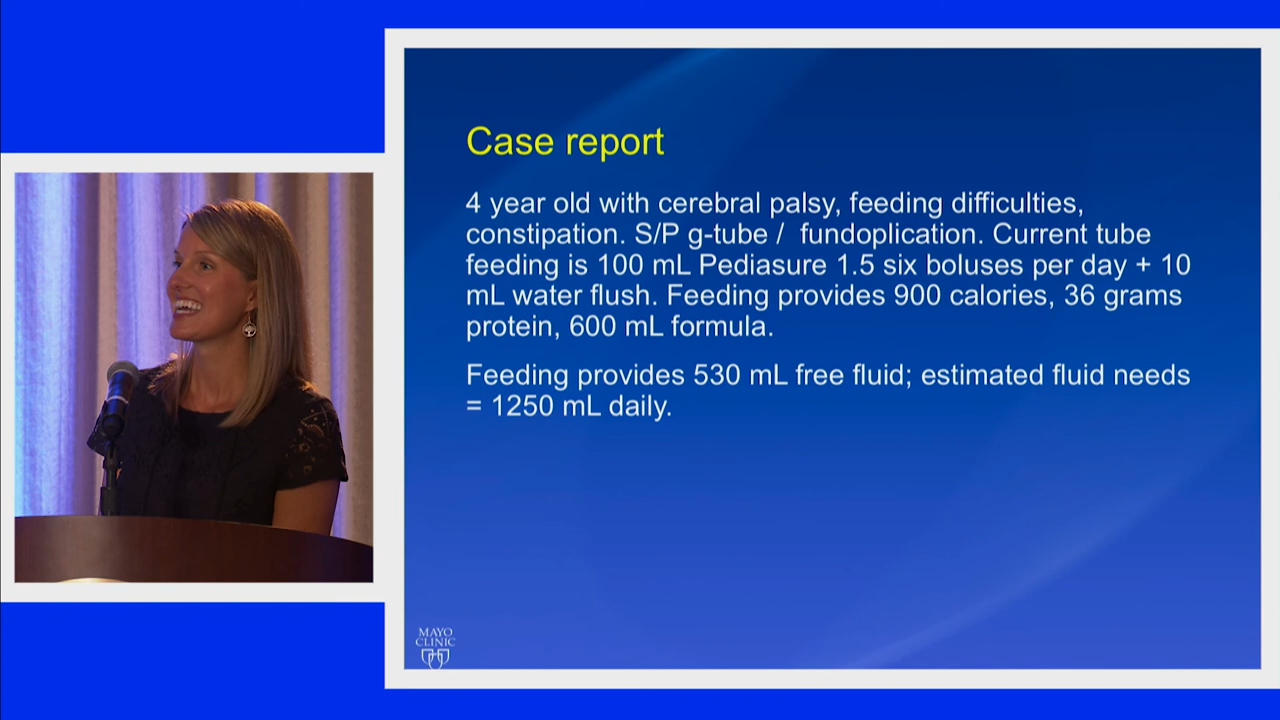 Case report
4 year old with cerebral palsy, feeding difficulties,
constipation. S/P g-tube /  fundoplication. Current tube
feeding is 100 mL Pediasure 1.5 six boluses per day + 10
mL water flush. Feeding provides 900 calories, 36 grams
protein, 600 mL formula.
Feeding provides 530 mL free fluid; estimated fluid needs
= 1250 mL daily.
MAYO
CLINIC